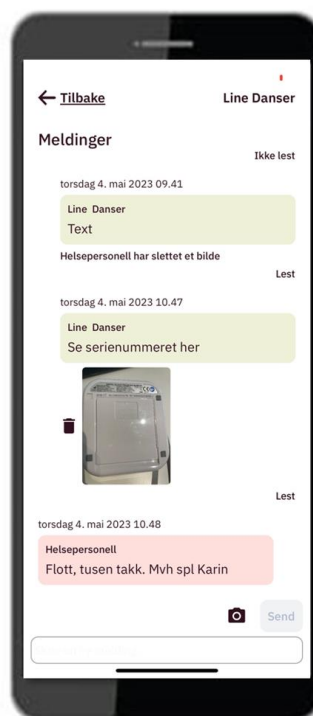 Tilbake
Line Danser
Meldinger
Ikke lest
torsdag 4. mai 2023 09.41
Line Danser
Text
Helsepersonell har slettet et bilde
Lest
torsdag 4. mai 2023 10.47
Line Danser
Se serienummeret her
Lest
torsdag 4. mai 2023 10.48
Helsepersonell
Flott, tusen takk. Mvh spl Karin
Send